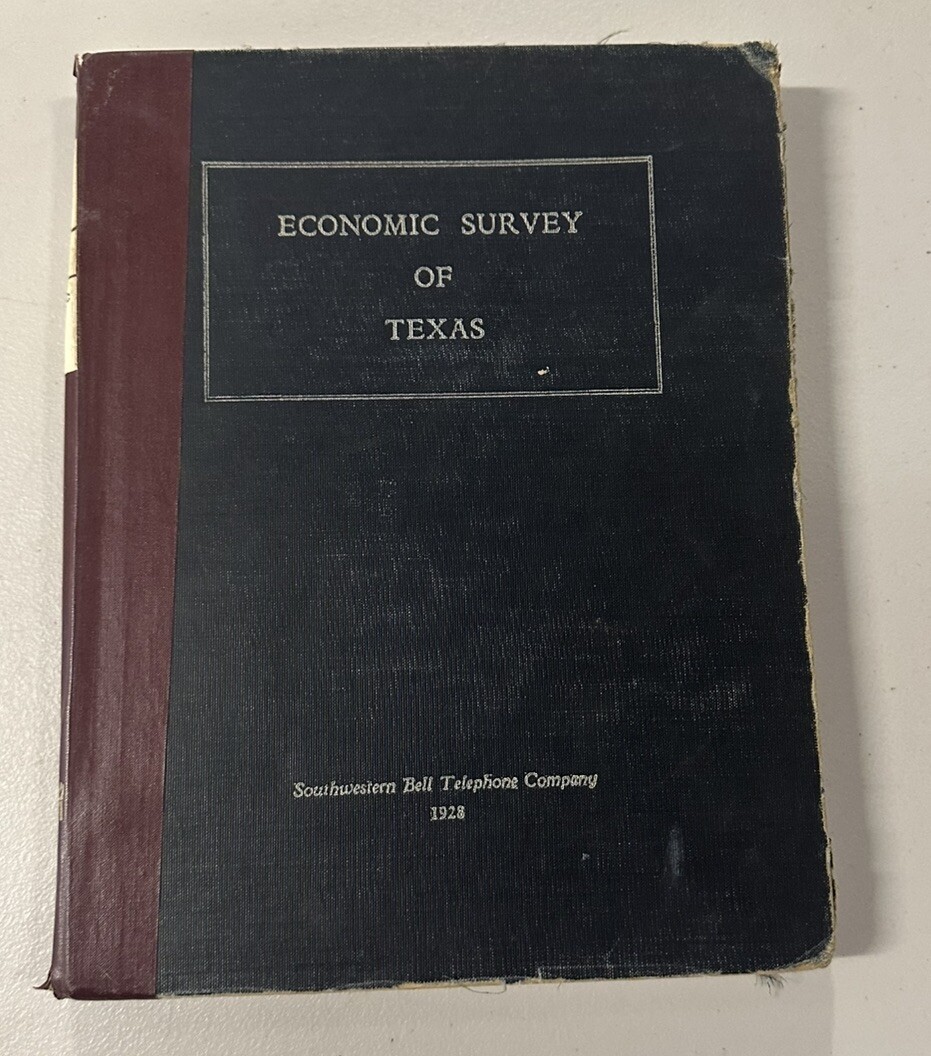 ECONOMIC SURVEY
OF
TEXAS
Southwestern Bell Telephone Company
1928